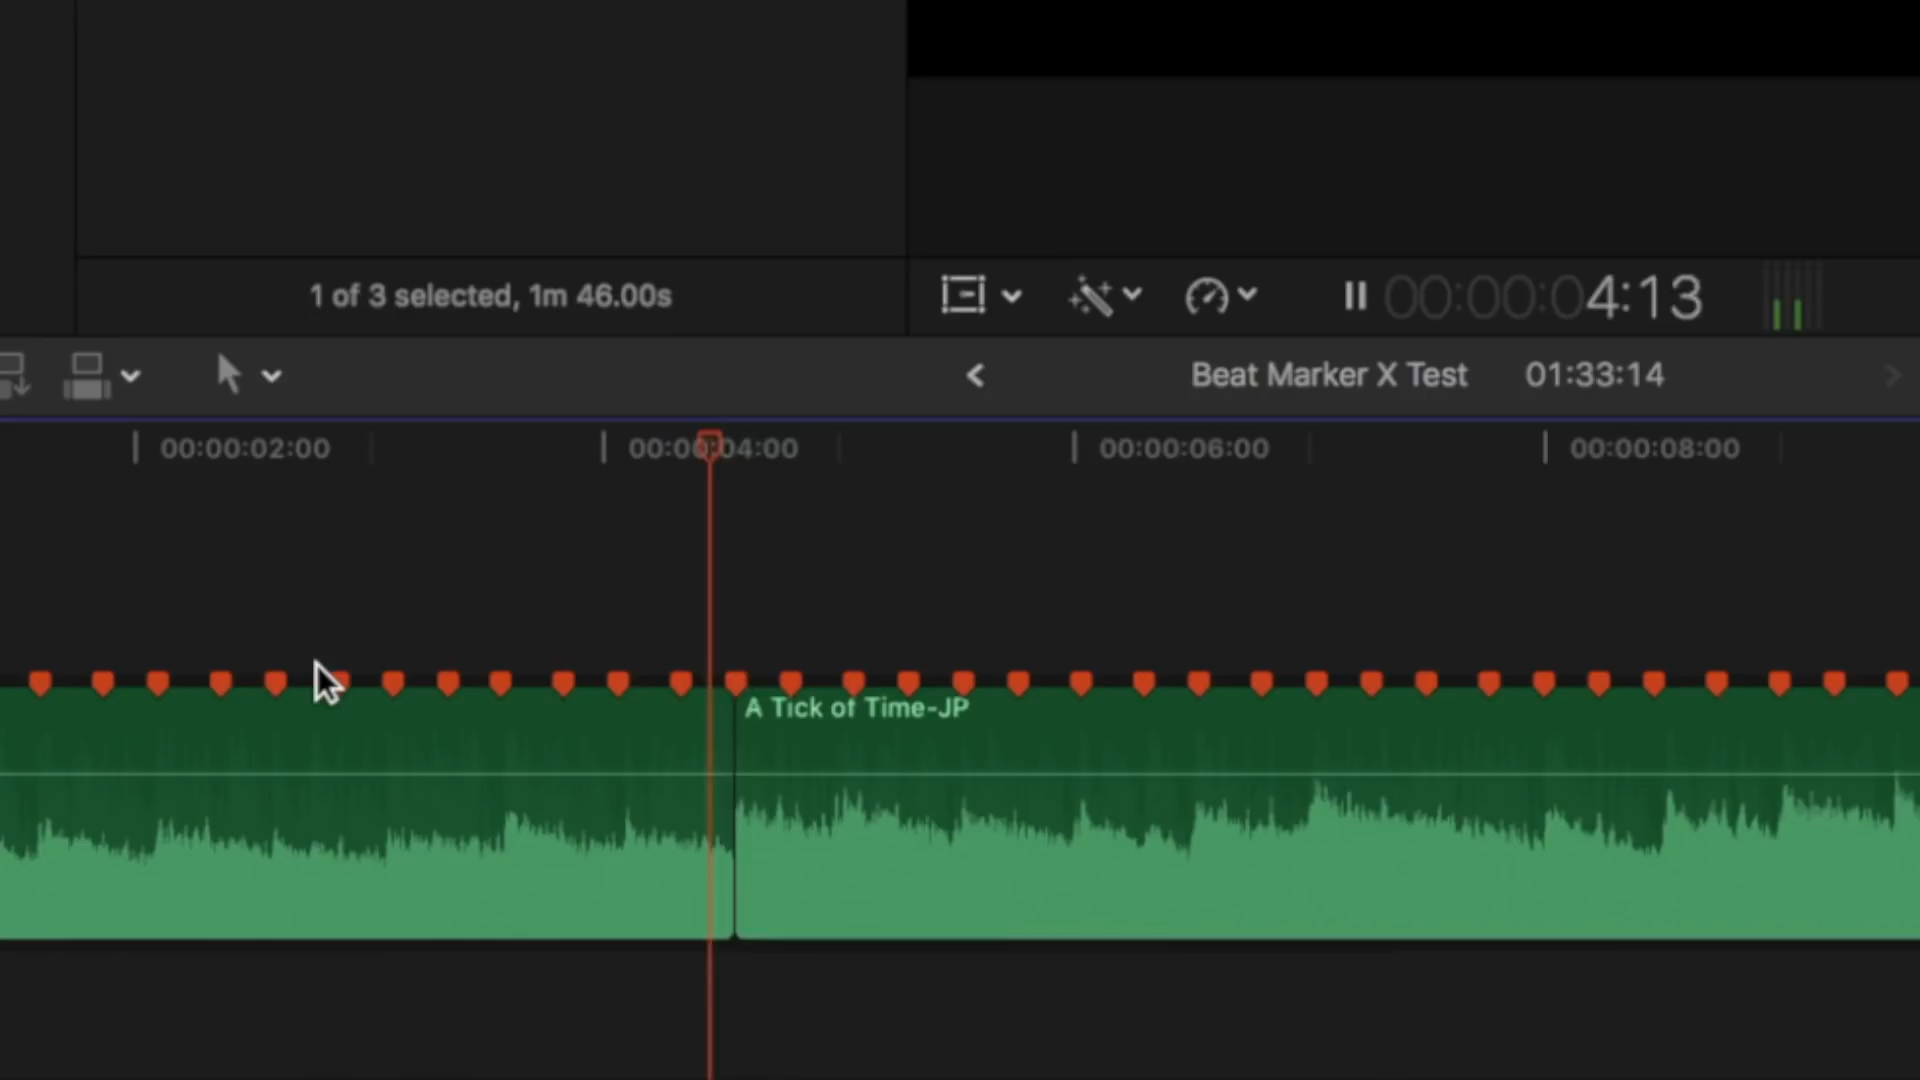 1 of 3 selected, 1m 46.00s
00:00:04:13
Beat Marker X Test 01:33:14
00:00:02:00 00:00:04:00 00:00:06:00 00:00:08:00
A Tick of Time-JP